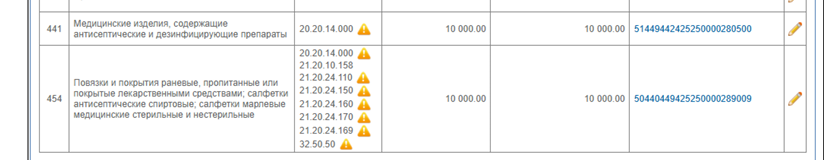 441
Медицинские изделия, содержащие
антисептические и дезинфицирующие препараты
20.20.14.000
10 000.00
10 000.00
51449442425250000280500
454
Повязки и покрытия раневые, пропитанные или
покрытые лекарственными средствами; салфетки
антисептические спиртовые; салфетки марлевые
медицинские стерильные и нестерильные
20.20.14.000
21.20.10.158
21.20.24.110
21.20.24.150
21.20.24.160
21.20.24.170
21.20.24.169
32.50.50
10 000.00
10 000.00
50440449425250000289009